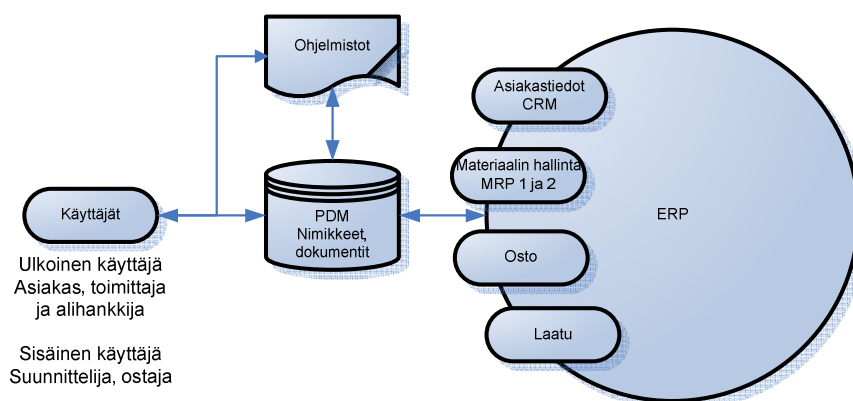 Ohjelmistot
Käyttäjät
Ulkoinen käyttäjä
Asiakas, toimittaja
ja alihankkija
Sisäinen käyttäjä
Suunnittelija, ostaja
PDM
Nimikkeet,
dokumentit
Asiakastiedot
CRM
Materiaalin hallinta
MRP 1 ja 2
Osto
Laatu
ERP